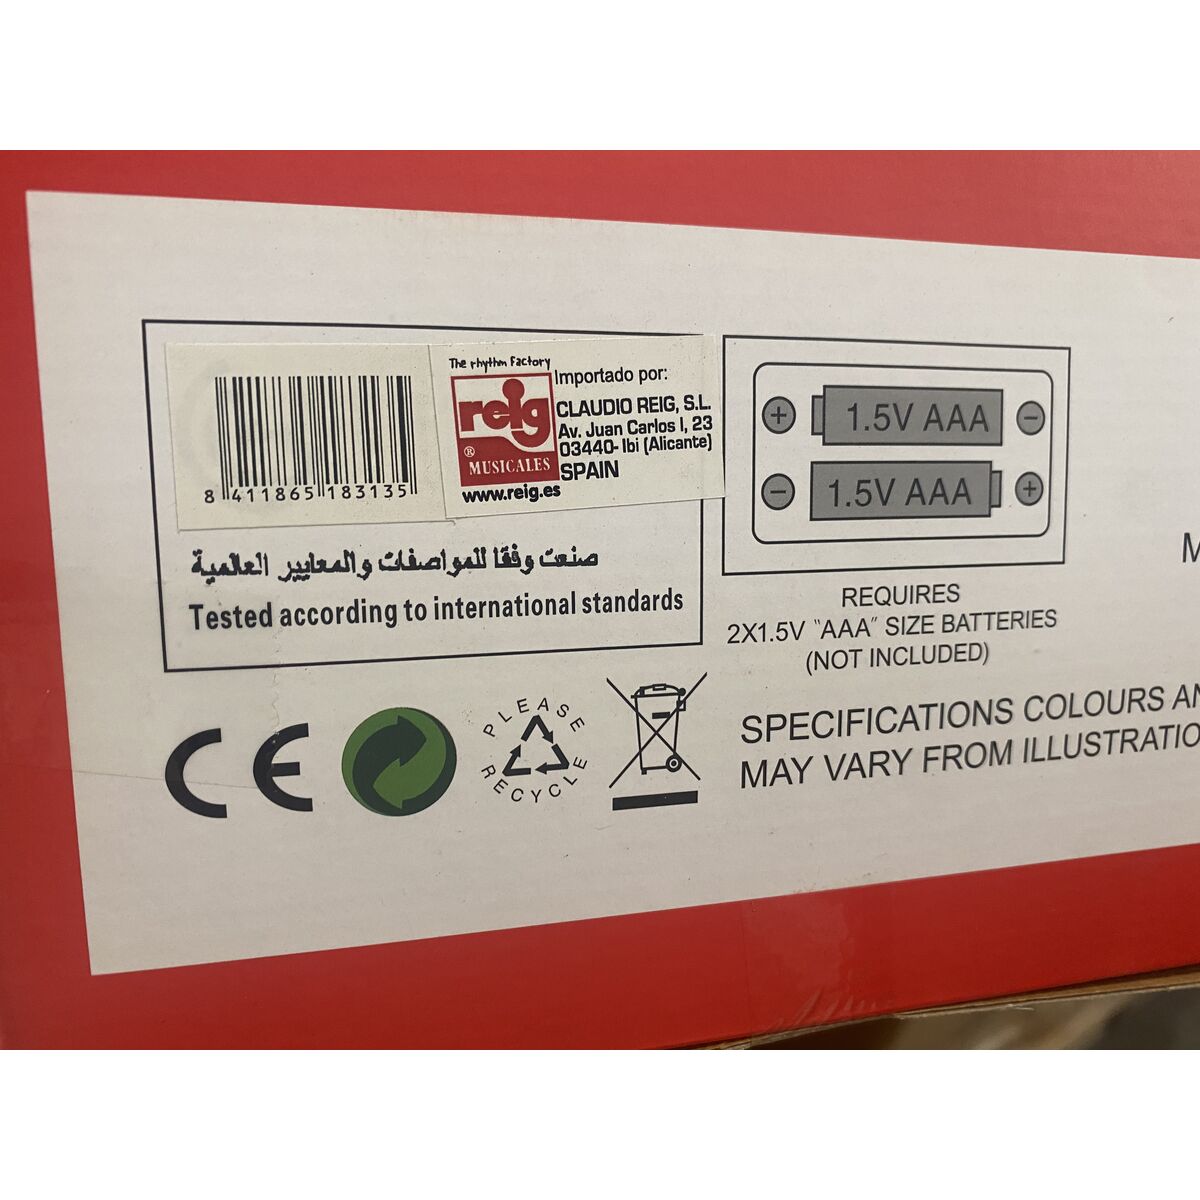 8 411865 183135
The rhythm Factory
reig
®
MUSICALES
www.reig.es
Importado por:
CLAUDIO REIG, S.L.
Av. Juan Carlos I, 23
03440- Ibi (Alicante)
SPAIN
صنعت وفقا للمواصفات والمعايير العالمية
Tested according to international standards
+ 1.5V AAA −
− 1.5V AAA +
REQUIRES
2X1.5V "AAA" SIZE BATTERIES
(NOT INCLUDED)
CE
PLEASE
RECYCLE
SPECIFICATIONS COLOURS
MAY VARY FROM